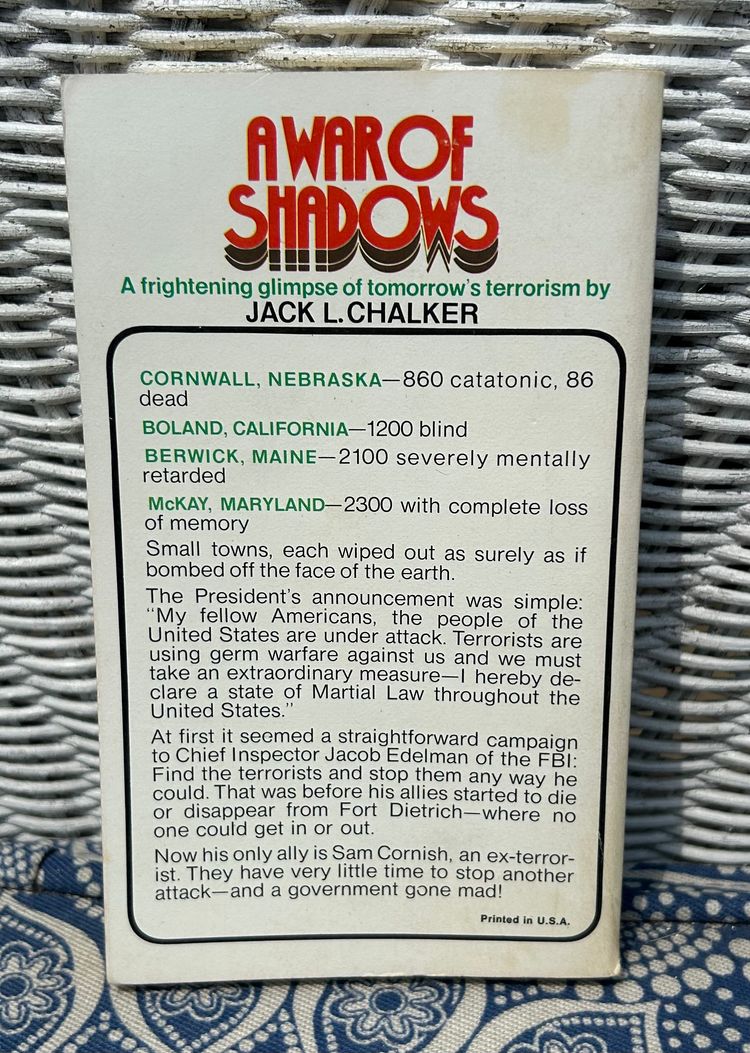 A WAR OF
SHADOWS
A frightening glimpse of tomorrow's terrorism by
JACK L. CHALKER
CORNWALL, NEBRASKA—860 catatonic, 86
dead
BOLAND, CALIFORNIA—1200 blind
BERWICK, MAINE—2100 severely mentally
retarded
McKAY, MARYLAND—2300 with complete loss
of memory
Small towns, each wiped out as surely as if
bombed off the face of the earth.
The President's announcement was simple:
"My fellow Americans, the people of the
United States are under attack. Terrorists are
using germ warfare against us and we must
take an extraordinary measure—I hereby de-
clare a state of Martial Law throughout the
United States."
At first it seemed a straightforward campaign
to Chief Inspector Jacob Edelman of the FBI:
Find the terrorists and stop them any way he
could. That was before his allies started to die
or disappear from Fort Dietrich—where no
one could get in or out.
Now his only ally is Sam Cornish, an ex-terror-
ist. They have very little time to stop another
attack—and a government gone mad!
Printed in U.S.A.